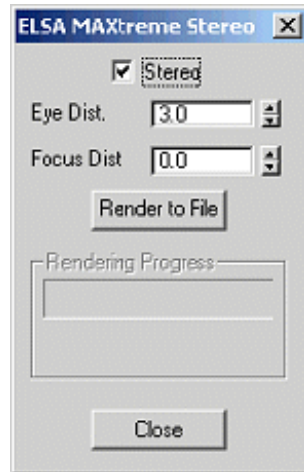 ELSA MAXtreme Stereo
Stereo
Eye Dist. 3.0
Focus Dist 0.0
Render to File
Rendering Progress
Close